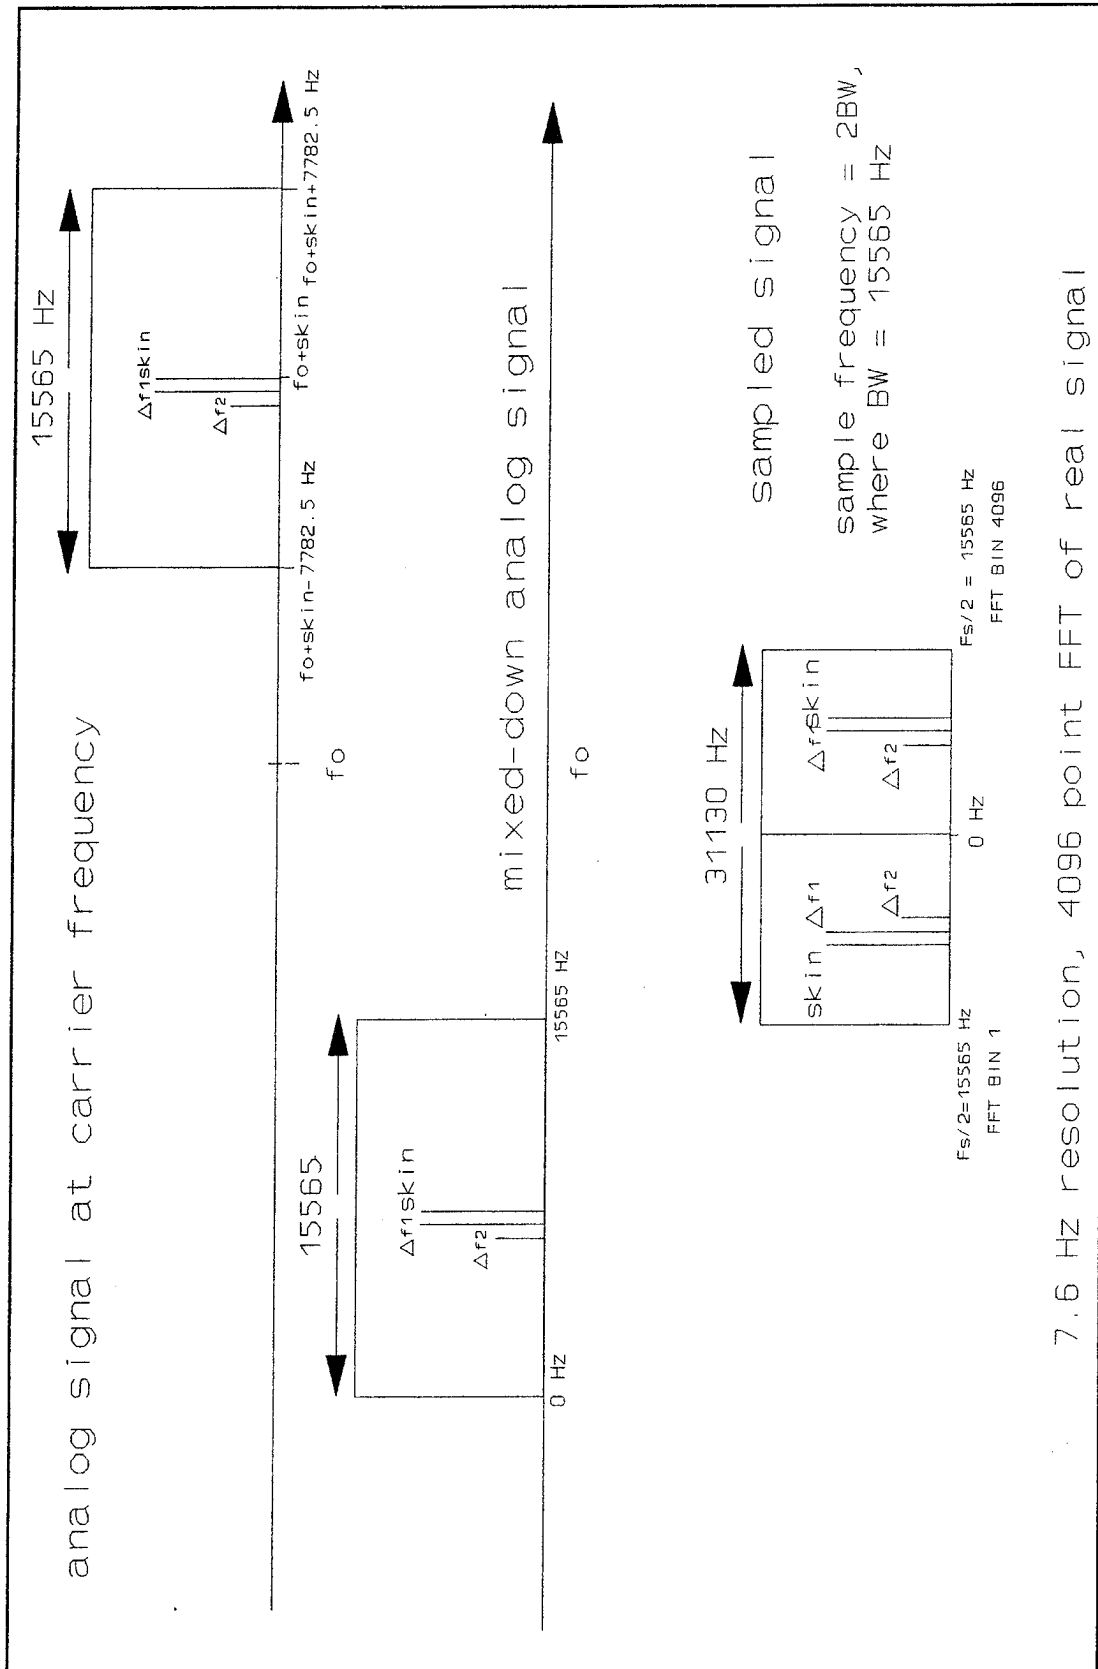 analog signal at carrier frequency
15565 Hz
Δf1skin
Δf2
fo
fo+skin-7782.5 Hz
fo+skin
fo+skin+7782.5 Hz
mixed-down analog signal
15565
Δf1skin
Δf2
0 Hz
15565 HZ
fo
sampled signal
sample frequency = 2BW,
where BW = 15565 Hz
31130 Hz
skin Δf1
Δf2
Δf1skin
Δf2
Fs/2=15565 Hz
FFT BIN 1
0 Hz
Fs/2 = 15565 Hz
FFT BIN 4096
7.6 Hz resolution, 4096 point FFT of real signal